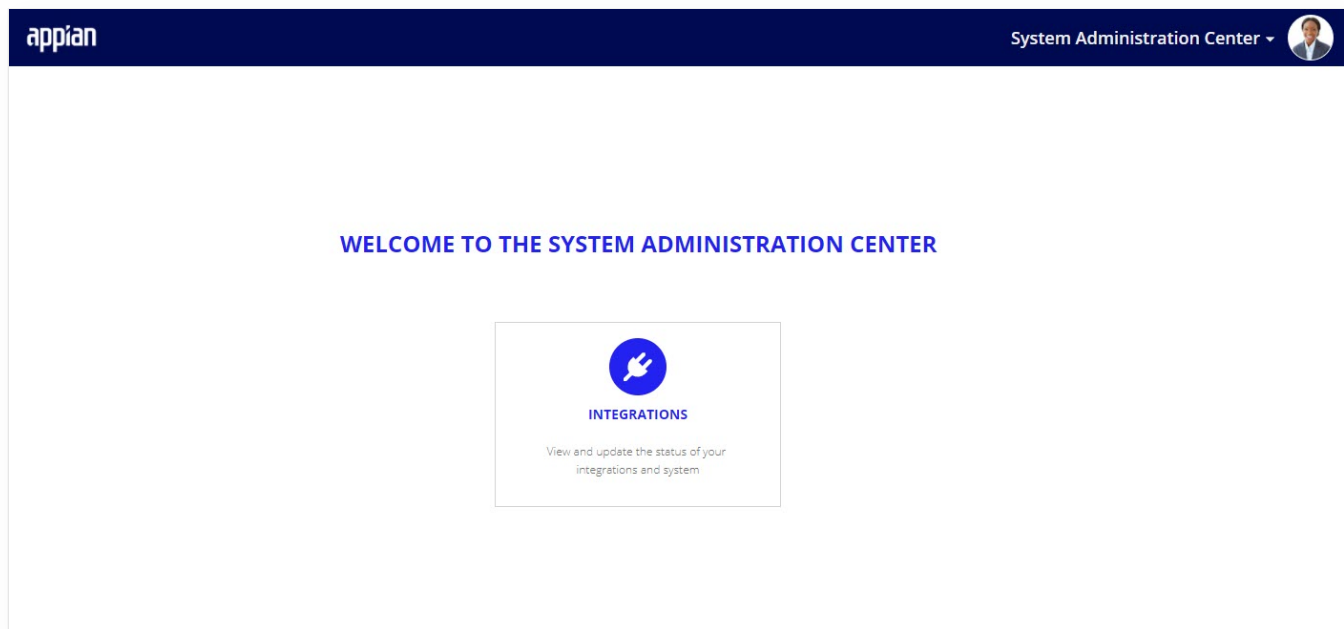 appian
System Administration Center
WELCOME TO THE SYSTEM ADMINISTRATION CENTER
INTEGRATIONS
View and update the status of your
integrations and system